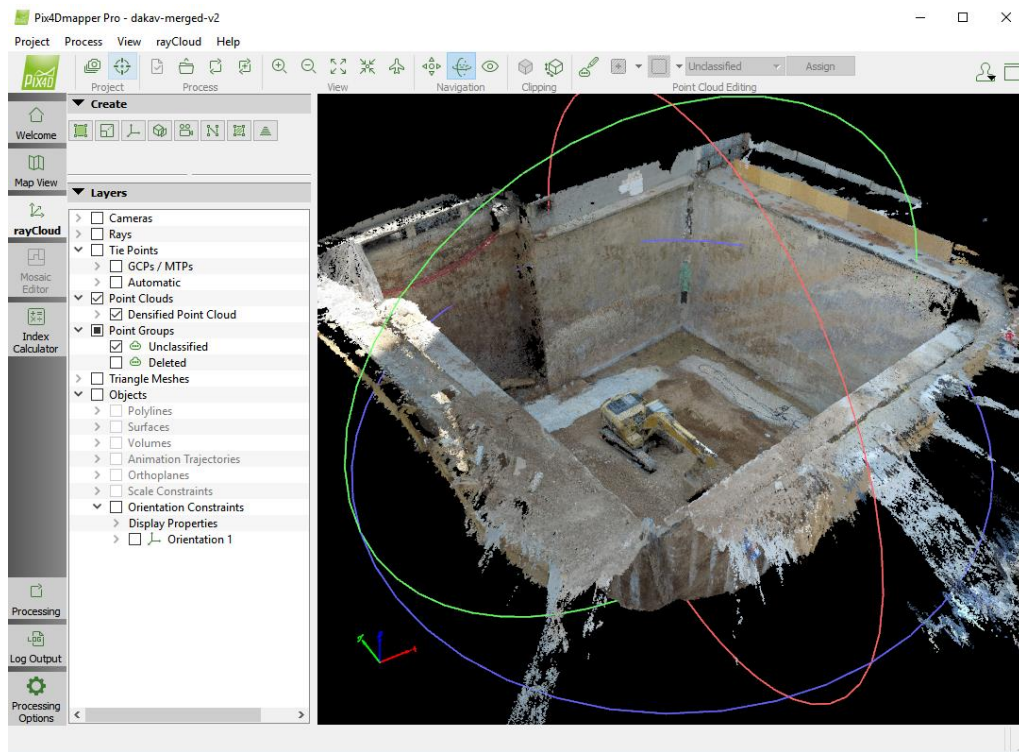 Pix4Dmapper Pro - dakav-merged-v2
Project Process View rayCloud Help
PIX4D
Unclassified
Assign
Project
Process
View
Navigation
Clipping
Point Cloud Editing
Welcome
Map View
rayCloud
Mosaic
Editor
Index
Calculator
Processing
Log Output
Processing
Options
Create
Layers
Cameras
Rays
Tie Points
GCPs / MTPs
Automatic
Point Clouds
Densified Point Cloud
Point Groups
Unclassified
Deleted
Triangle Meshes
Objects
Polylines
Surfaces
Volumes
Animation Trajectories
Orthoplanes
Scale Constraints
Orientation Constraints
Display Properties
Orientation 1